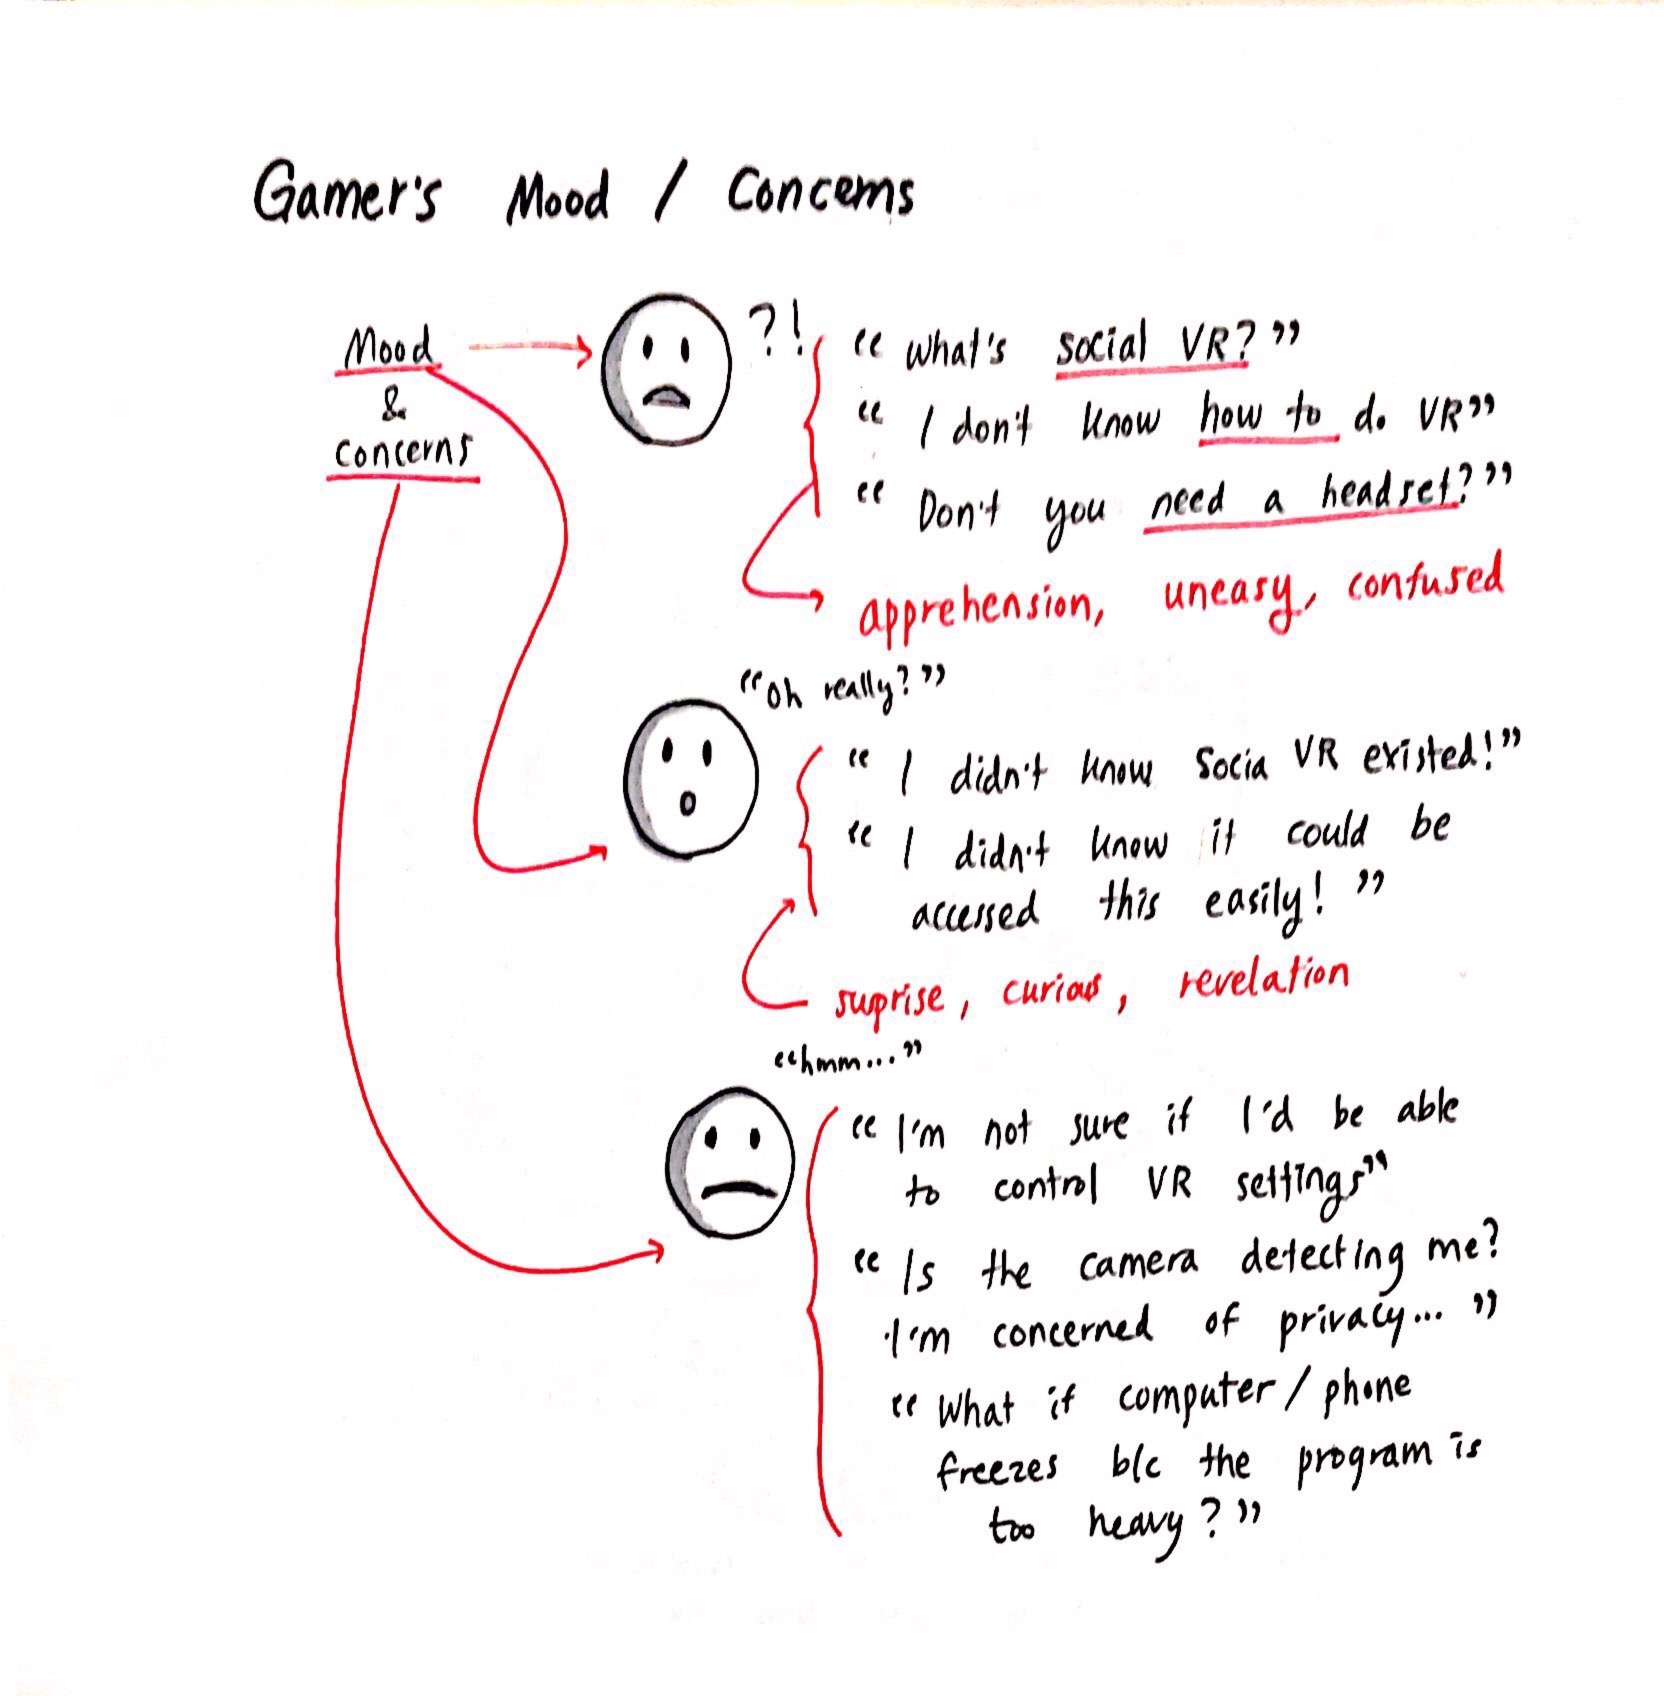 Gamer's Mood / Concerns
Mood
&
concerns
?!
"What's social VR?"
"I don't know how to do VR"
"Don't you need a headset?"
apprehension, uneasy, confused
"Oh really?"
"I didn't know Socia VR existed!"
"I didn't know it could be
accessed this easily!"
suprise, curious, revelation
"hmm..."
"I'm not sure if I'd be able
to control VR settings"
"Is the camera detecting me?
I'm concerned of privacy..."
"What if computer/phone
freezes b/c the program is
too heavy?"